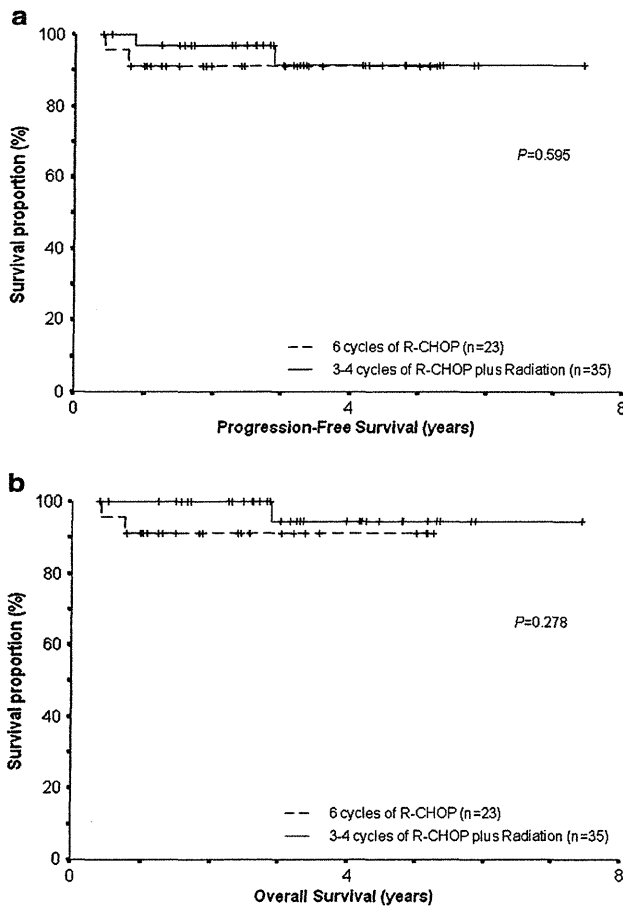 a
100
80
60
40
20
0
Survival proportion (%)
P=0.595
6 cycles of R-CHOP (n=23)
3-4 cycles of R-CHOP plus Radiation (n=35)
0 4 8
Progression-Free Survival (years)
b
100
80
60
40
20
0
Survival proportion (%)
P=0.278
6 cycles of R-CHOP (n=23)
3-4 cycles of R-CHOP plus Radiation (n=35)
0 4 8
Overall Survival (years)